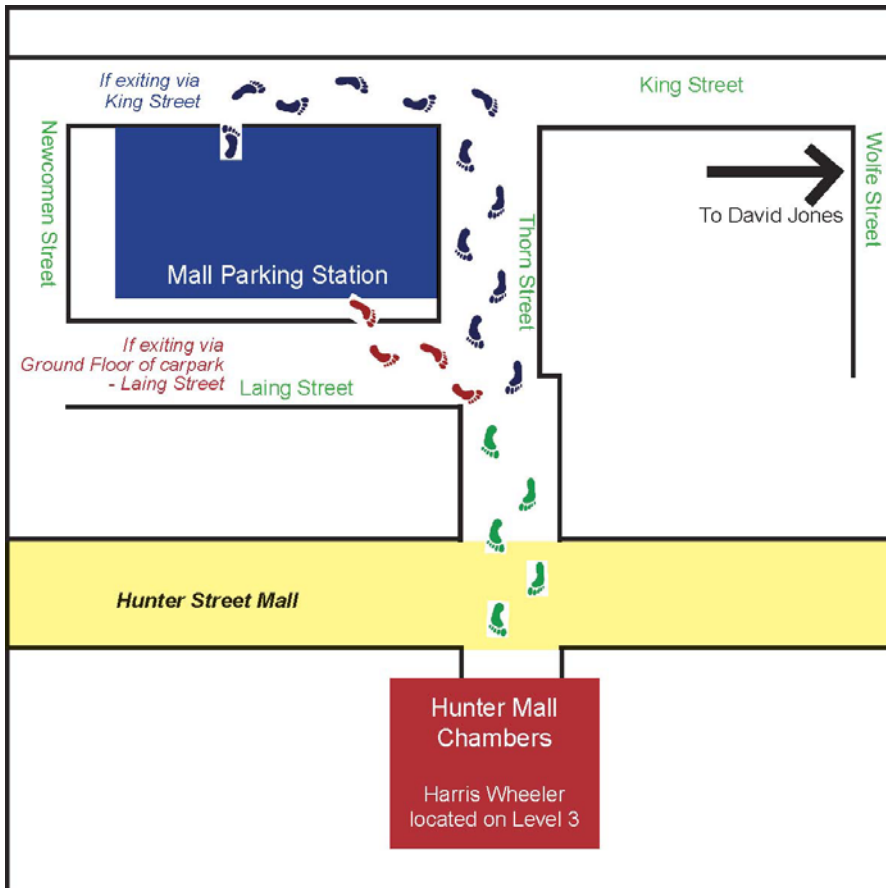 If exiting via
King Street
King Street
Newcomen Street
Wolfe Street
To David Jones
Thorn Street
Mall Parking Station
If exiting via
Ground Floor of carpark
- Laing Street
Laing Street
Hunter Street Mall
Hunter Mall
Chambers
Harris Wheeler
located on Level 3